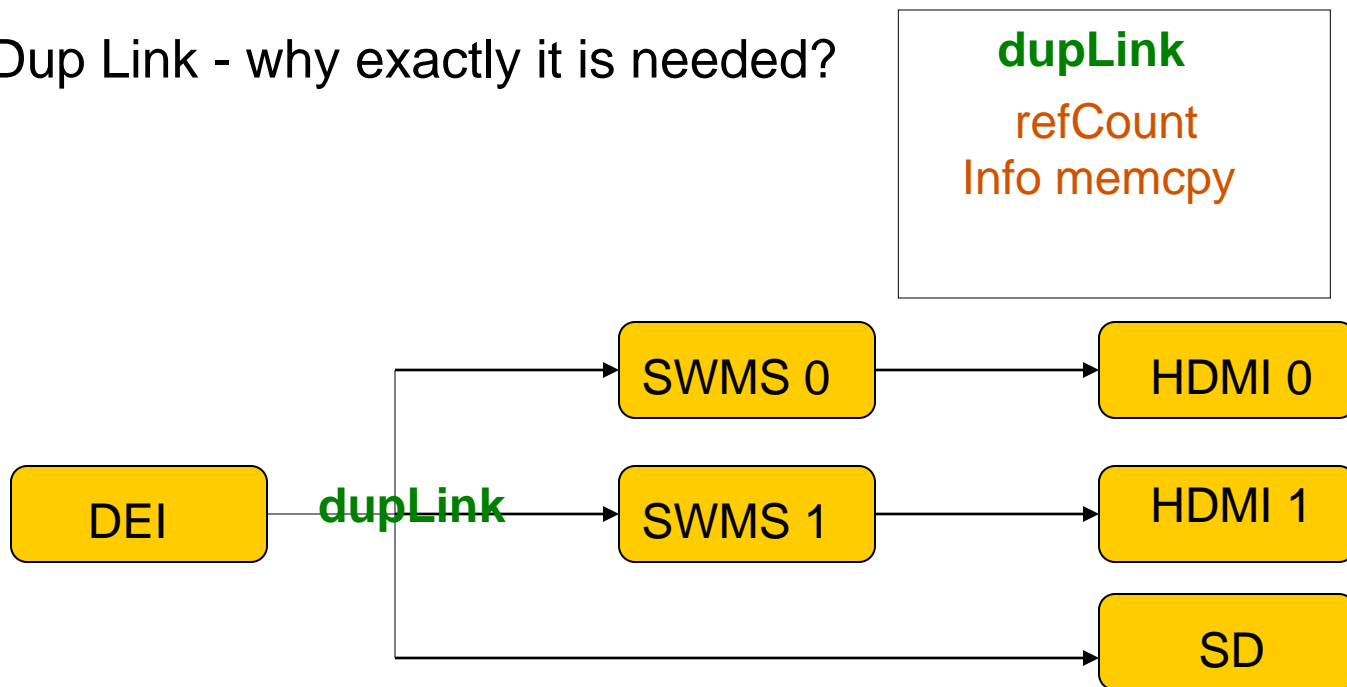 Dup Link - why exactly it is needed?
dupLink
refCount
Info memcpy
SWMS 0
HDMI 0
DEI
dupLink
SWMS 1
HDMI 1
SD